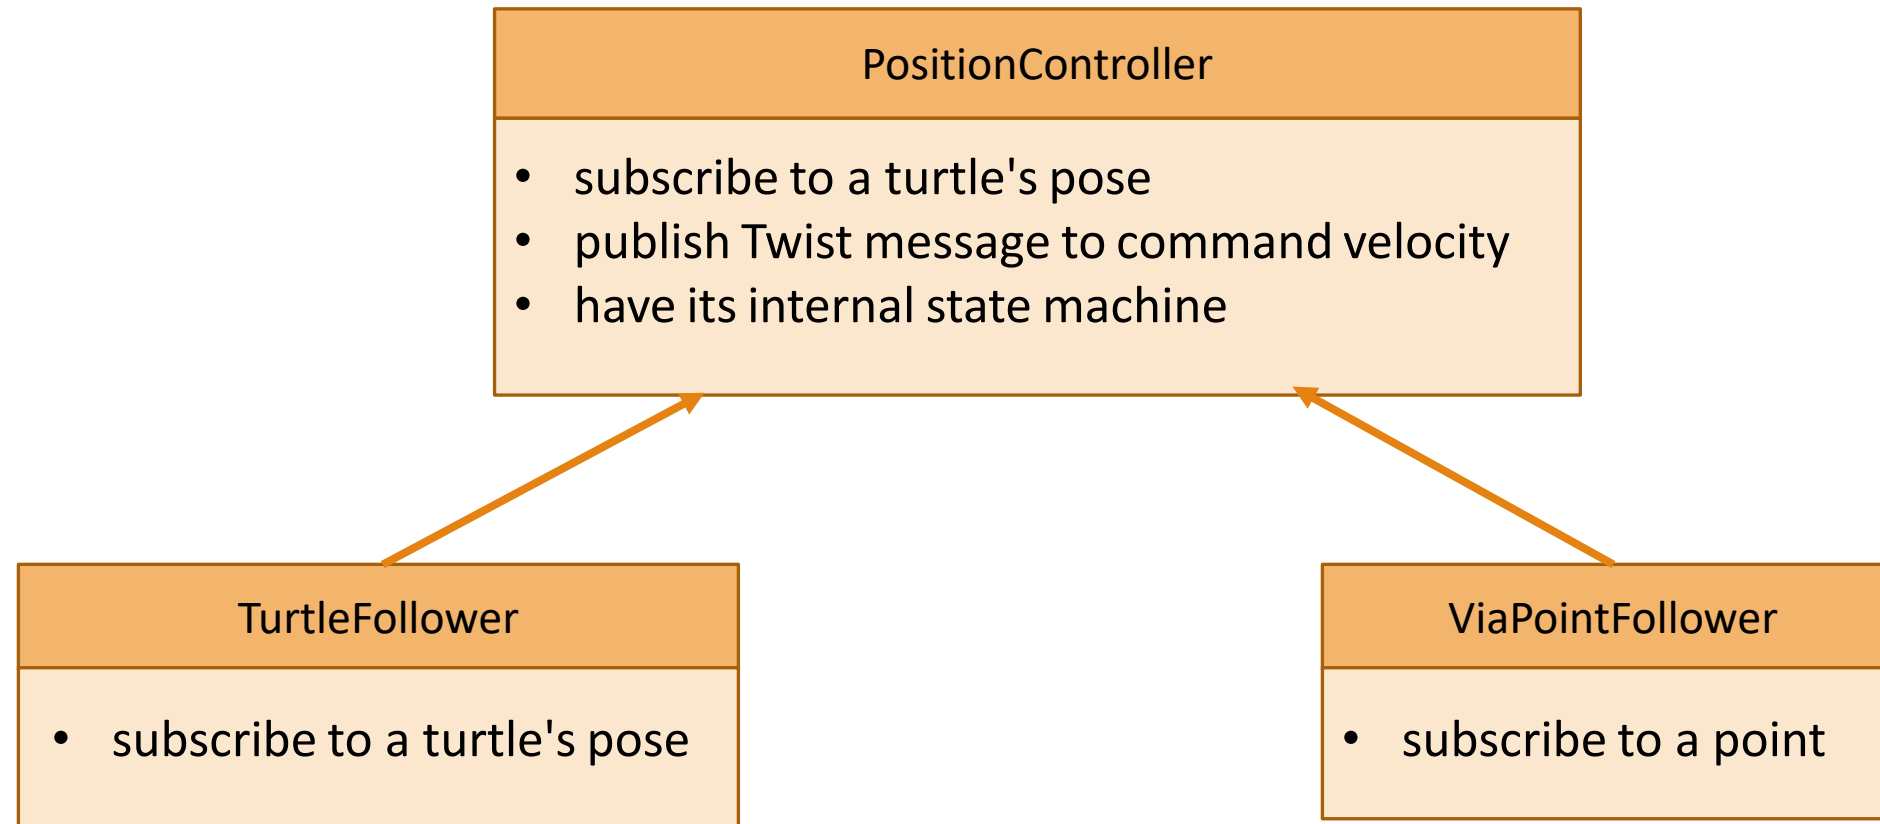 PositionController
• subscribe to a turtle's pose
• publish Twist message to command velocity
• have its internal state machine
TurtleFollower
• subscribe to a turtle's pose
ViaPointFollower
• subscribe to a point